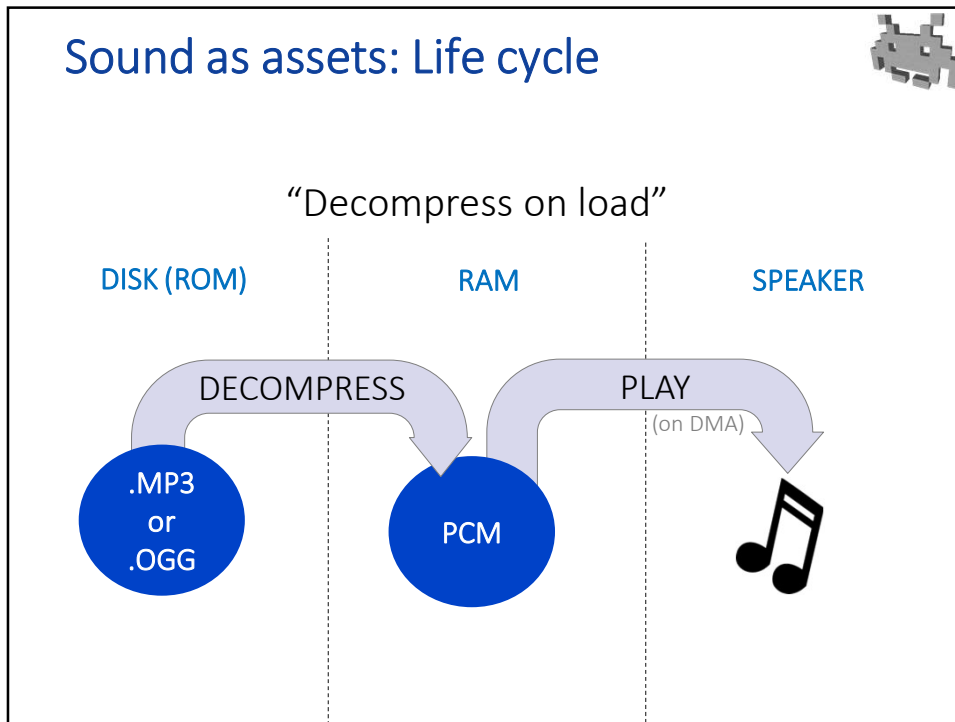 Sound as assets: Life cycle
“Decompress on load”
DISK (ROM)
RAM
SPEAKER
DECOMPRESS
PLAY
(on DMA)
.MP3
or
.OGG
PCM